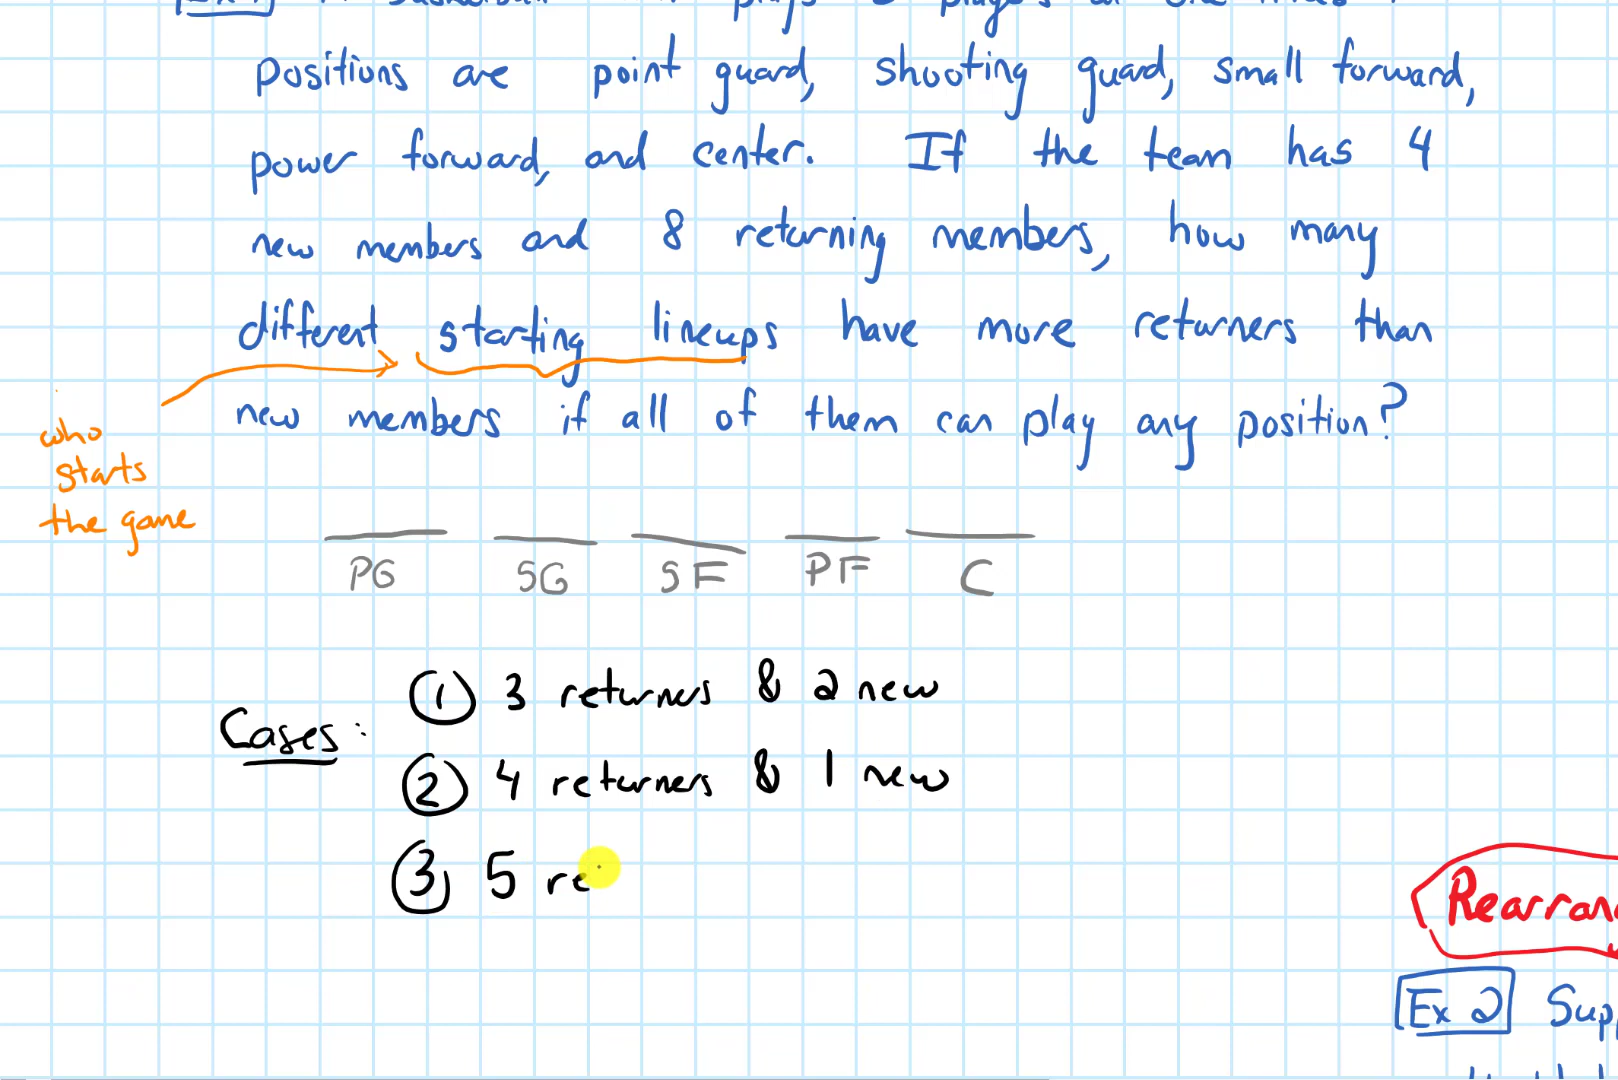 positions are point guard, shooting guard, small forward,
power forward, and center. If the team has 4
new members and 8 returning members, how many
different starting lineups have more returners than
new members if all of them can play any position?
who
starts
the game
PG SG SF PF C
Cases:
① 3 returners & 2 new
② 4 returners & 1 new
③ 5 re
Rearran
Ex 2 Supp